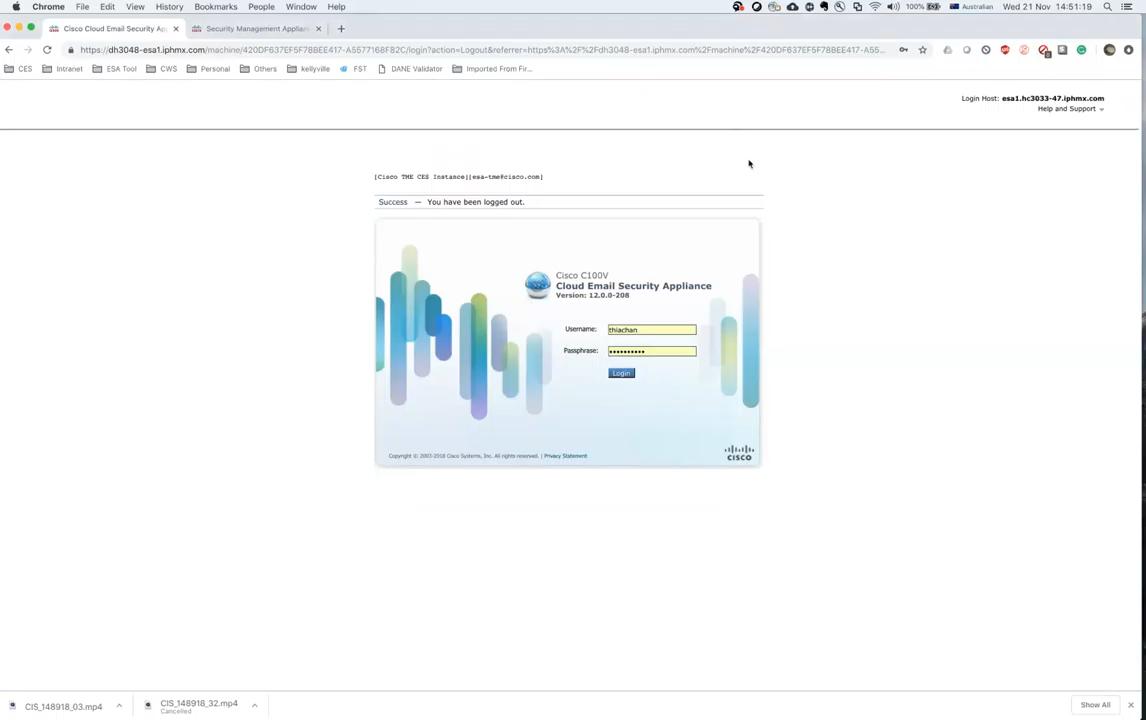 Chrome File Edit View History Bookmarks People Window Help 100% Australian Wed 21 Nov 14:51:19
Cisco Cloud Email Security Ap Security Management Applian
https://dh3048-esa1.iphmx.com/machine/420DF637EF5F7BBEE417-A5577168F82C/login?action=Logout&referrer=https%3A%2F%2Fdh3048-esa1.iphmx.com%2Fmachine%2F420DF637EF5F7BBEE417-A55...
CES Intranet ESA Tool CWS Personal Others kellyville FST DANE Validator Imported From Fir...
Login Host: esa1.hc3033-47.iphmx.com
Help and Support
[Cisco TME CES Instance][esa-tme@cisco.com]
Success — You have been logged out.
Cisco C100V
Cloud Email Security Appliance
Version: 12.0.0-208
Username: thiachan
Passphrase: ••••••••••
Login
Copyright © 2003-2018 Cisco Systems, Inc. All rights reserved. | Privacy Statement
CISCO
CIS_148918_03.mp4
CIS_148918_32.mp4
Cancelled
Show All